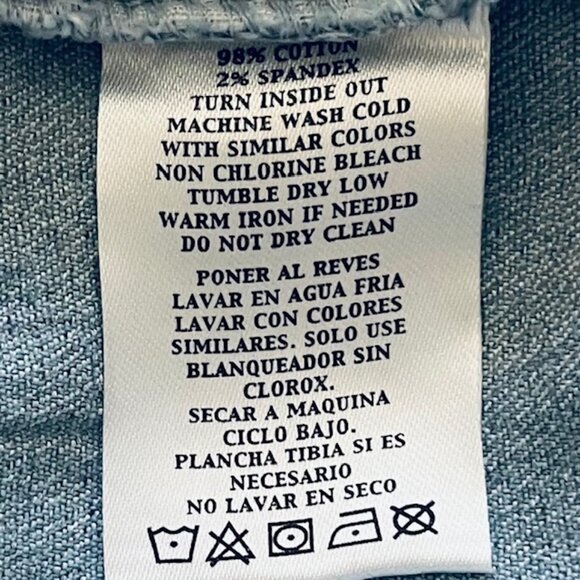 98% COTTON
2% SPANDEX
TURN INSIDE OUT
MACHINE WASH COLD
WITH SIMILAR COLORS
NON CHLORINE BLEACH
TUMBLE DRY LOW
WARM IRON IF NEEDED
DO NOT DRY CLEAN
PONER AL REVES
LAVAR EN AGUA FRIA
LAVAR CON COLORES
SIMILARES. SOLO USE
BLANQUEADOR SIN
CLOROX.
SECAR A MAQUINA
CICLO BAJO.
PLANCHA TIBIA SI ES
NECESARIO
NO LAVAR EN SECO